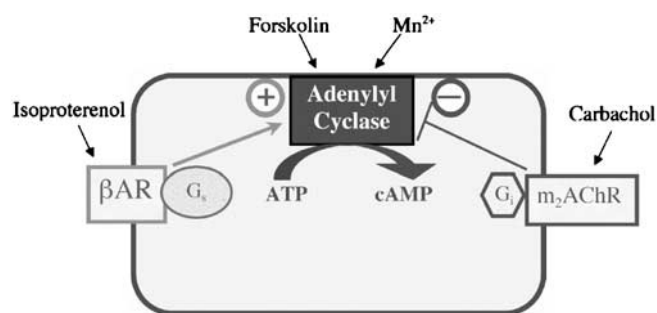 Forskolin
Mn²⁺
+
Adenylyl
Cyclase
−
Isoproterenol
Carbachol
βAR
Gₛ
ATP
cAMP
Gᵢ
m₂AChR